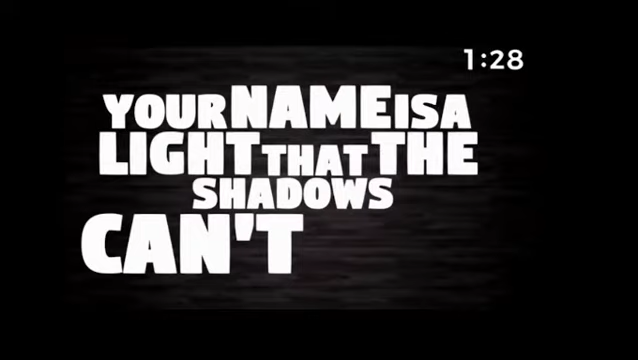 1:28
YOUR NAME IS A
LIGHT THAT THE
SHADOWS
CAN'T